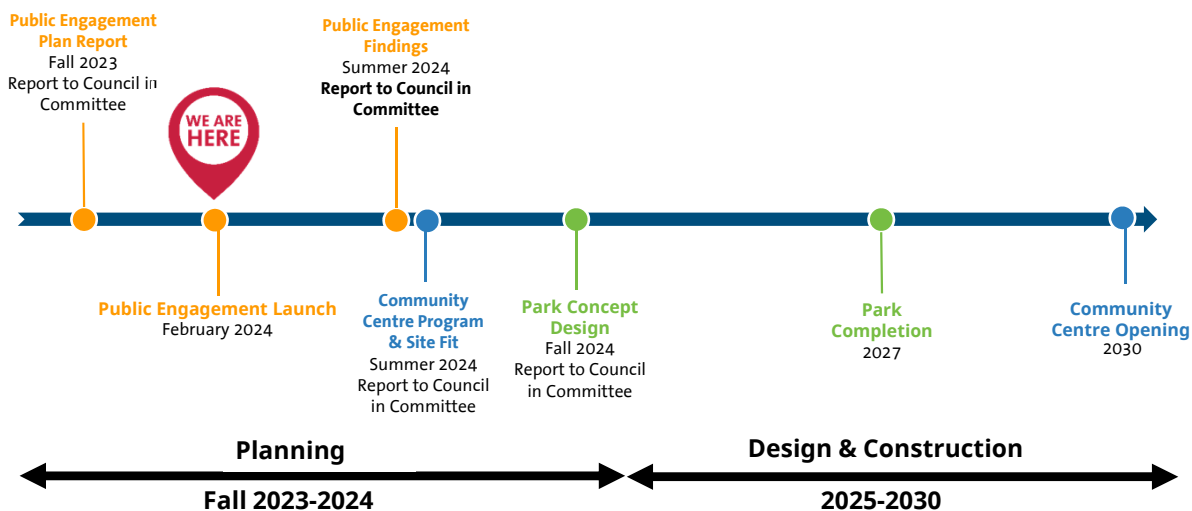 Public Engagement
Plan Report
Fall 2023
Report to Council in
Committee
WE ARE
HERE
Public Engagement
Findings
Summer 2024
Report to Council in
Committee
Public Engagement Launch
February 2024
Community
Centre Program
& Site Fit
Summer 2024
Report to Council
in Committee
Park Concept
Design
Fall 2024
Report to Council
in Committee
Park
Completion
2027
Community
Centre Opening
2030
Planning
Fall 2023-2024
Design & Construction
2025-2030